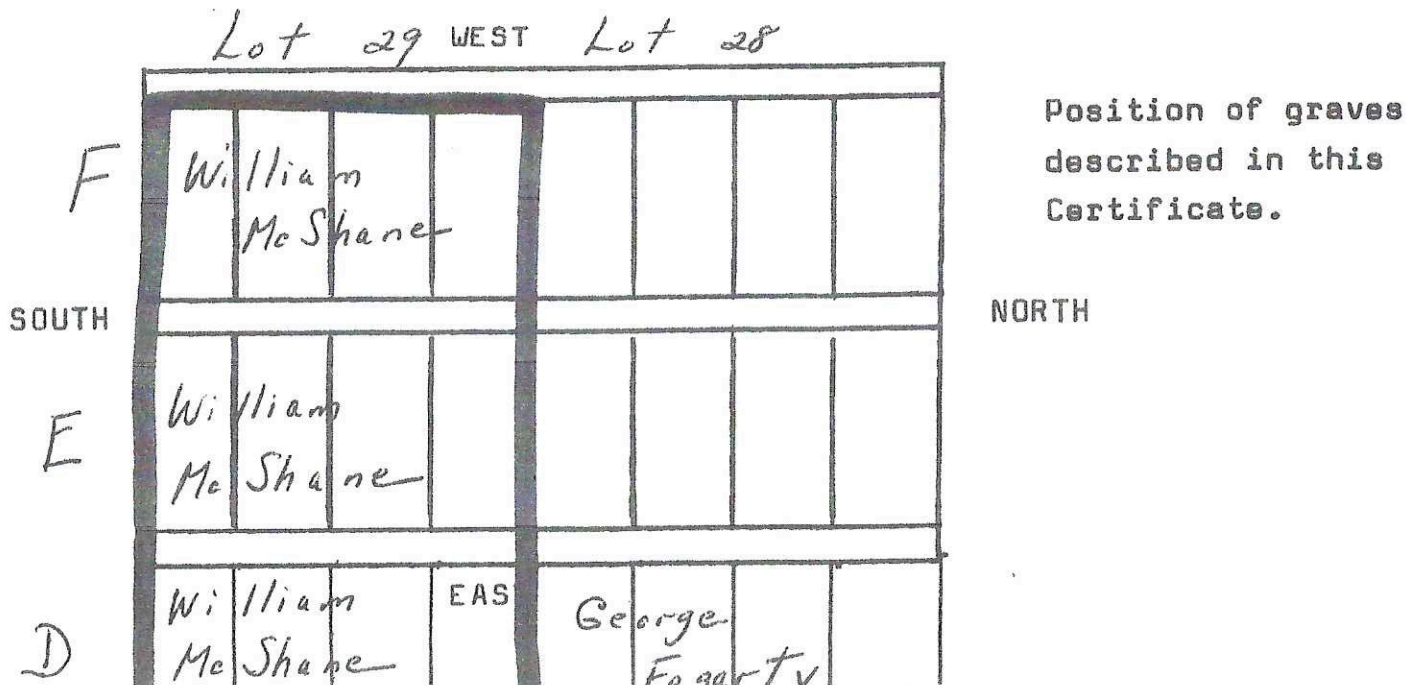 Lot 29 WEST Lot 28
Position of graves
described in this
Certificate.
F
William
McShane
SOUTH
NORTH
E
William
McShane
D
William
McShane
EAS
George
Fogarty